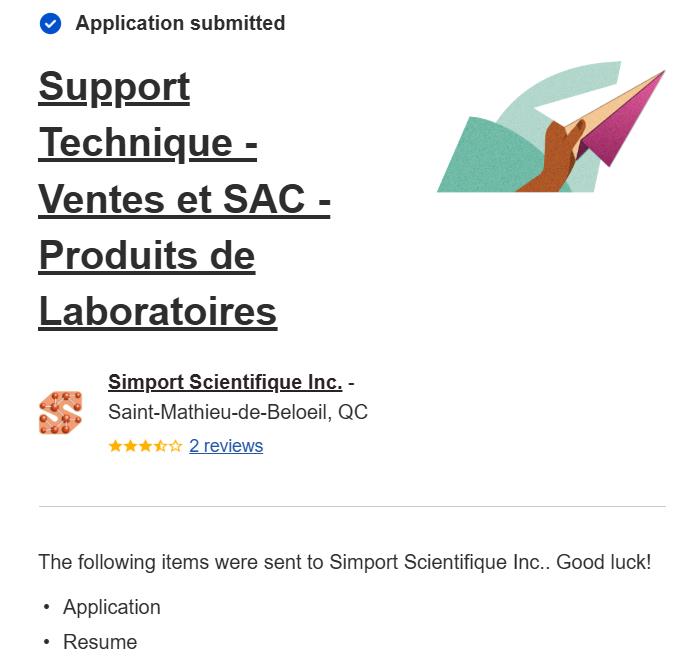 Application submitted
Support
Technique -
Ventes et SAC -
Produits de
Laboratoires
Simport Scientifique Inc. -
Saint-Mathieu-de-Beloeil, QC
2 reviews
The following items were sent to Simport Scientifique Inc.. Good luck!
• Application
• Resume